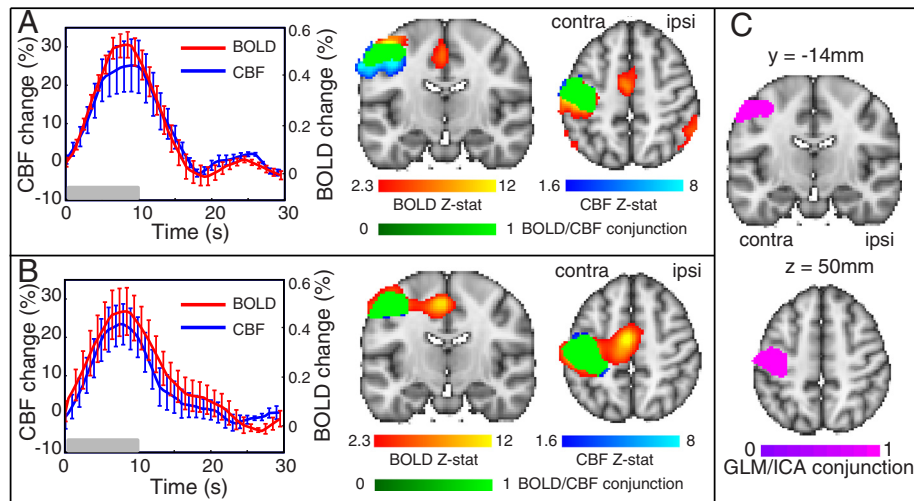 A
CBF change (%)
30
20
10
0
-10
BOLD
CBF
0.6
0.4
0.2
0
BOLD change (%)
0 10 20 30
Time (s)
contra ipsi
2.3 12
BOLD Z-stat
1.6 8
CBF Z-stat
0 1 BOLD/CBF conjunction
B
CBF change (%)
30
20
10
0
-10
BOLD
CBF
0.6
0.4
0.2
0
BOLD change (%)
0 10 20 30
Time (s)
contra ipsi
2.3 12
BOLD Z-stat
1.6 8
CBF Z-stat
0 1 BOLD/CBF conjunction
C
y = -14mm
contra ipsi
z = 50mm
0 1
GLM/ICA conjunction